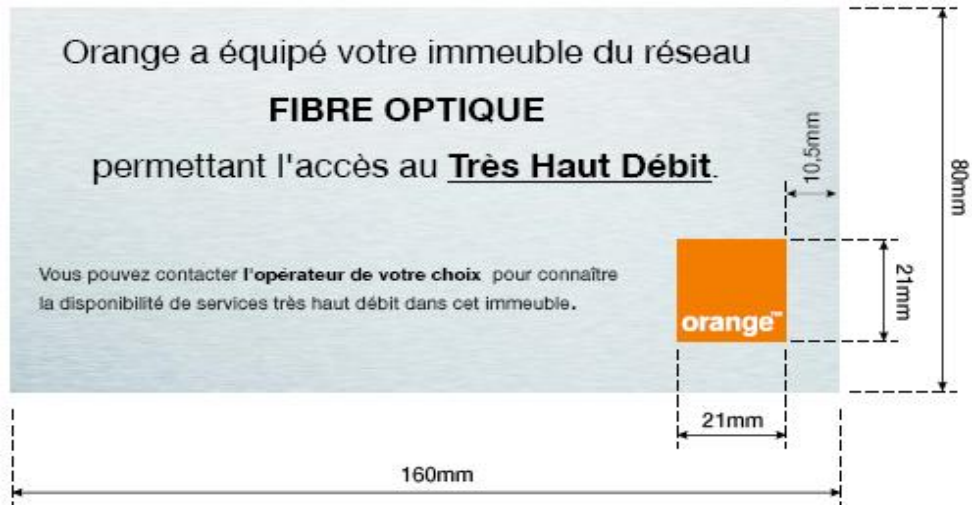 Orange a équipé votre immeuble du réseau
FIBRE OPTIQUE
permettant l'accès au Très Haut Débit.
10,5mm
80mm
Vous pouvez contacter l'opérateur de votre choix pour connaître
la disponibilité de services très haut débit dans cet immeuble.
orange™
21mm
21mm
160mm